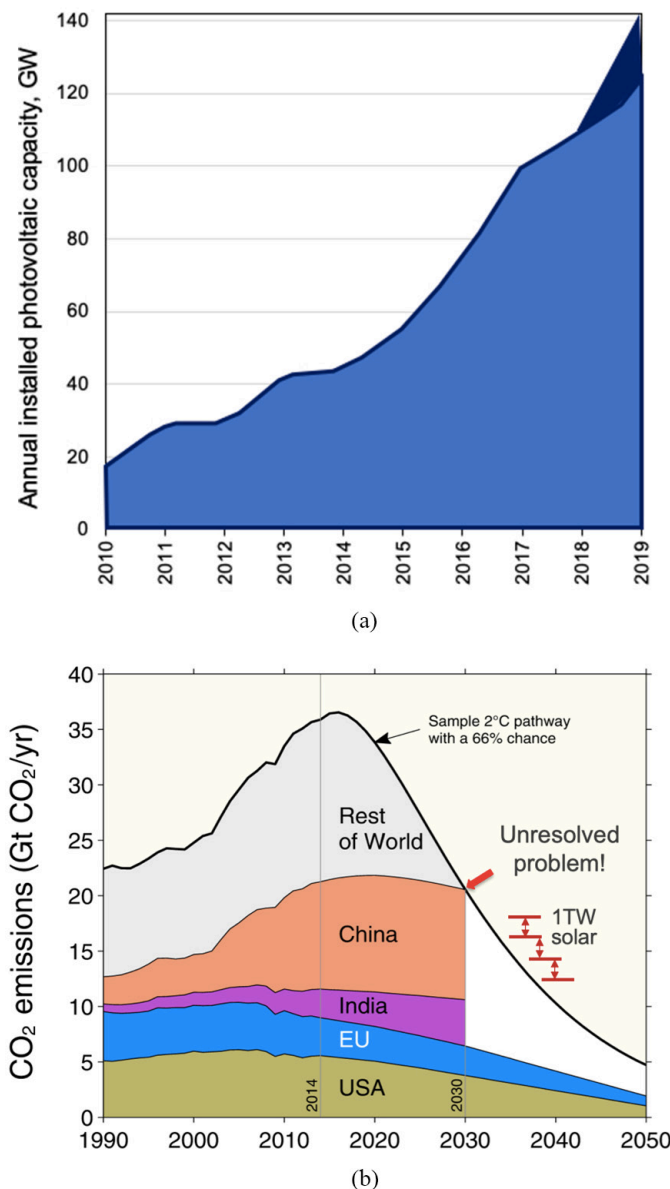 Annual installed photovoltaic capacity, GW
140
120
100
80
60
40
20
0
2010
2011
2012
2013
2014
2015
2016
2017
2018
2019
(a)
CO₂ emissions (Gt CO₂/yr)
40
35
30
25
20
15
10
5
0
Sample 2°C pathway
with a 66% chance
Rest
of World
Unresolved
problem!
1TW
solar
China
India
EU
USA
2014
2030
1990
2000
2010
2020
2030
2040
2050
(b)